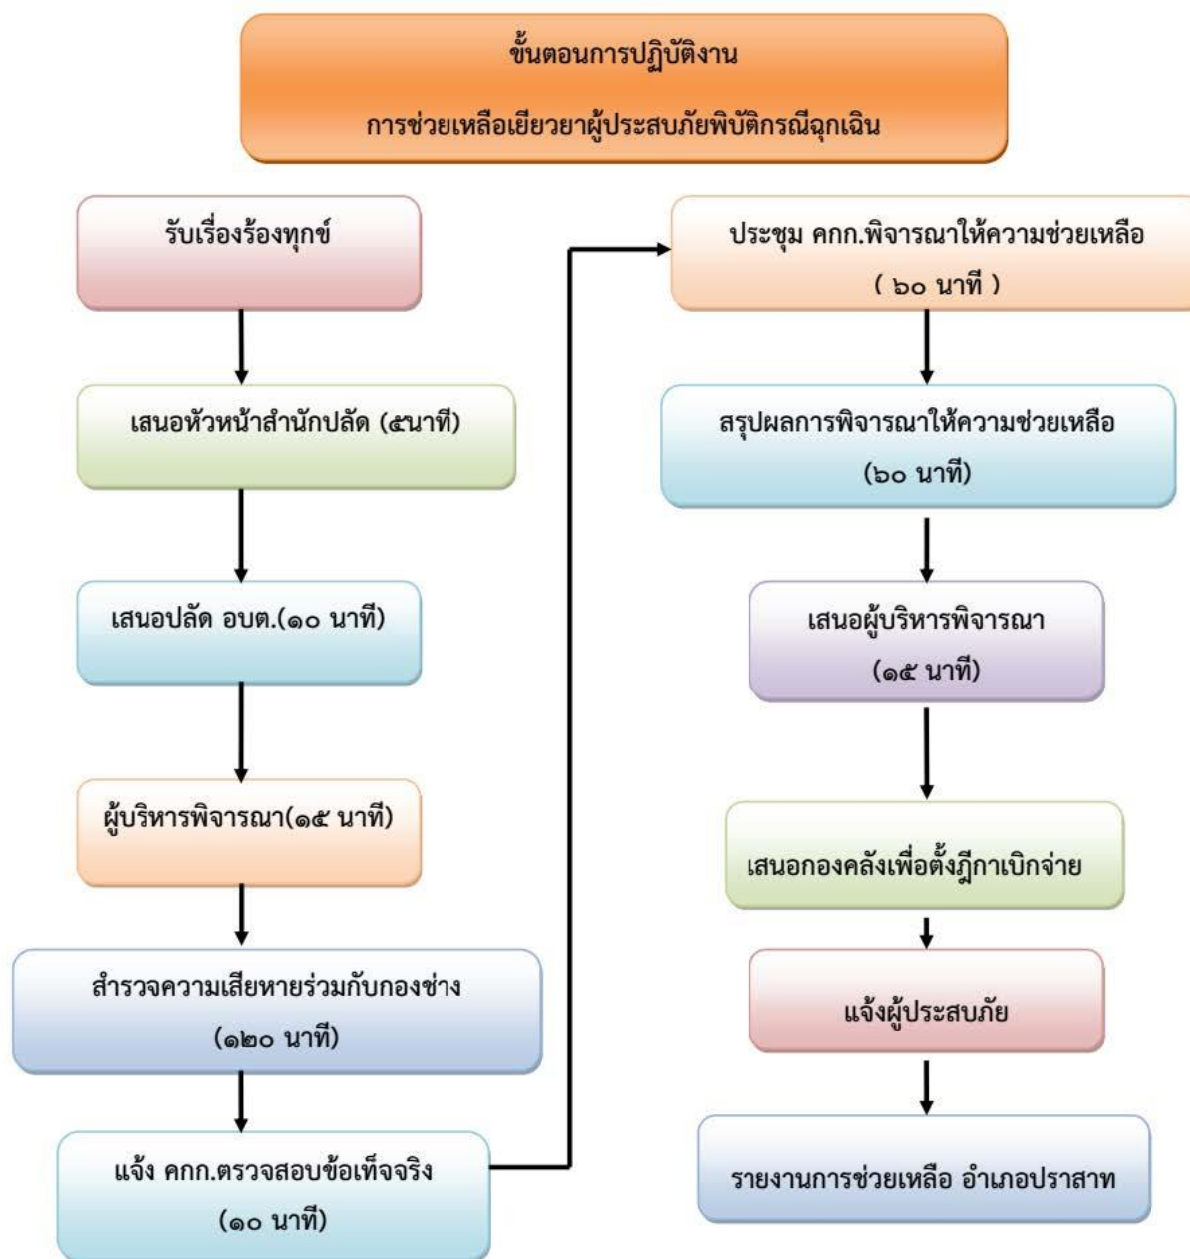 ขั้นตอนการปฏิบัติงาน
การช่วยเหลือเยียวยาผู้ประสบภัยพิบัติกรณีฉุกเฉิน
รับเรื่องร้องทุกข์
เสนอหัวหน้าสำนักปลัด (๕นาที)
เสนอปลัด อบต.(๑๐ นาที)
ผู้บริหารพิจารณา(๑๕ นาที)
สำรวจความเสียหายร่วมกับกองช่าง
(๑๒๐ นาที)
แจ้ง คกก.ตรวจสอบข้อเท็จจริง
(๑๐ นาที)
ประชุม คกก.พิจารณาให้ความช่วยเหลือ
( ๖๐ นาที )
สรุปผลการพิจารณาให้ความช่วยเหลือ
(๖๐ นาที)
เสนอผู้บริหารพิจารณา
(๑๕ นาที)
เสนอกองคลังเพื่อตั้งฎีกาเบิกจ่าย
แจ้งผู้ประสบภัย
รายงานการช่วยเหลือ อำเภอปราสาท